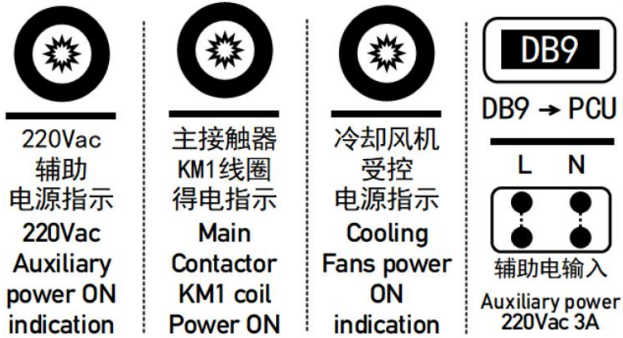 220Vac
辅助
电源指示
220Vac
Auxiliary
power ON
indication
主接触器
KM1线圈
得电指示
Main
Contactor
KM1 coil
Power ON
冷却风机
受控
电源指示
Cooling
Fans power
ON
indication
DB9
DB9 → PCU
L N
辅助电输入
Auxiliary power
220Vac 3A